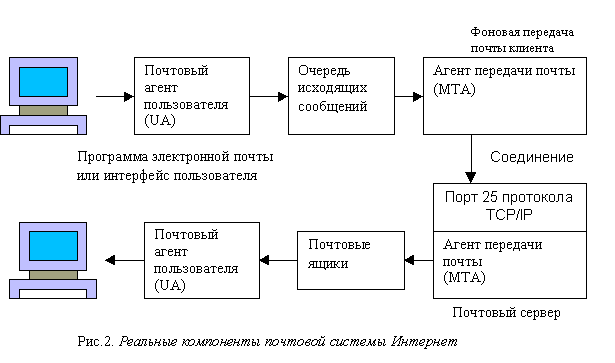 Фоновая передача
почты клиента
Почтовый
агент
пользователя
(UA)
Очередь
исходящих
сообщений
Агент передачи почты
(MTA)
Программа электронной почты
или интерфейс пользователя
Соединение
Порт 25 протокола
TCP/IP
Агент передачи
почты
(MTA)
Почтовые
ящики
Почтовый
агент
пользователя
(UA)
Почтовый сервер
Рис.2. Реальные компоненты почтовой системы Интернет